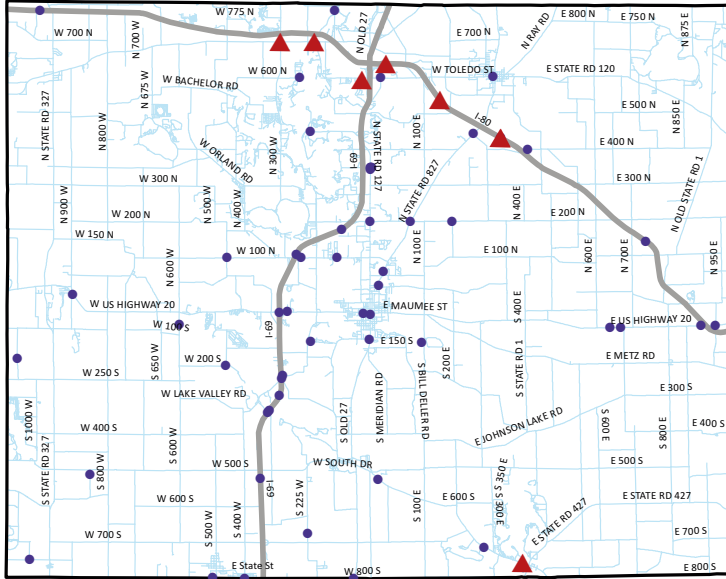 W 775 N
N OLD 27
E 800 N
E 750 N
N 875 E
N RAY RD
W 700 N
N 700 W
E 700 N
W 600 N
W TOLEDO ST
E STATE RD 120
W BACHELOR RD
N 675 W
N STATE RD 327
N 800 W
I-80
E 500 N
N 850 E
N 100 E
E 400 N
W ORLAND RD
N 300 W
I-69
N STATE RD 127
N STATE RD 827
W 300 N
E 300 N
N OLD STATE RD 1
N 900 W
W 200 N
N 500 W
N 400 W
N 400 E
E 200 N
W 150 N
N 100 E
W 100 N
E 100 N
N 600 W
N 600 E
N 700 E
N 950 E
W US HIGHWAY 20
E MAUMEE ST
S 400 E
E US HIGHWAY 20
W 100 S
I-69
E 150 S
E METZ RD
S 650 W
W 200 S
S 200 E
W 250 S
S STATE RD 1
W LAKE VALLEY RD
E 300 S
S 1000 W
S OLD 27
S MERIDIAN RD
S BILL DELLER RD
E JOHNSON LAKE RD
S 600 E
S 800 E
E 400 S
W 400 S
S 600 W
S STATE RD 327
S 800 W
W 500 S
W SOUTH DR
E 500 S
I-69
S 225 W
S 350 E
S 300 E
W 600 S
S 100 E
E 600 S
E STATE RD 427
S 500 W
S 400 W
E STATE RD 427
W 700 S
E 700 S
E State St
W 800 S
E 800 S